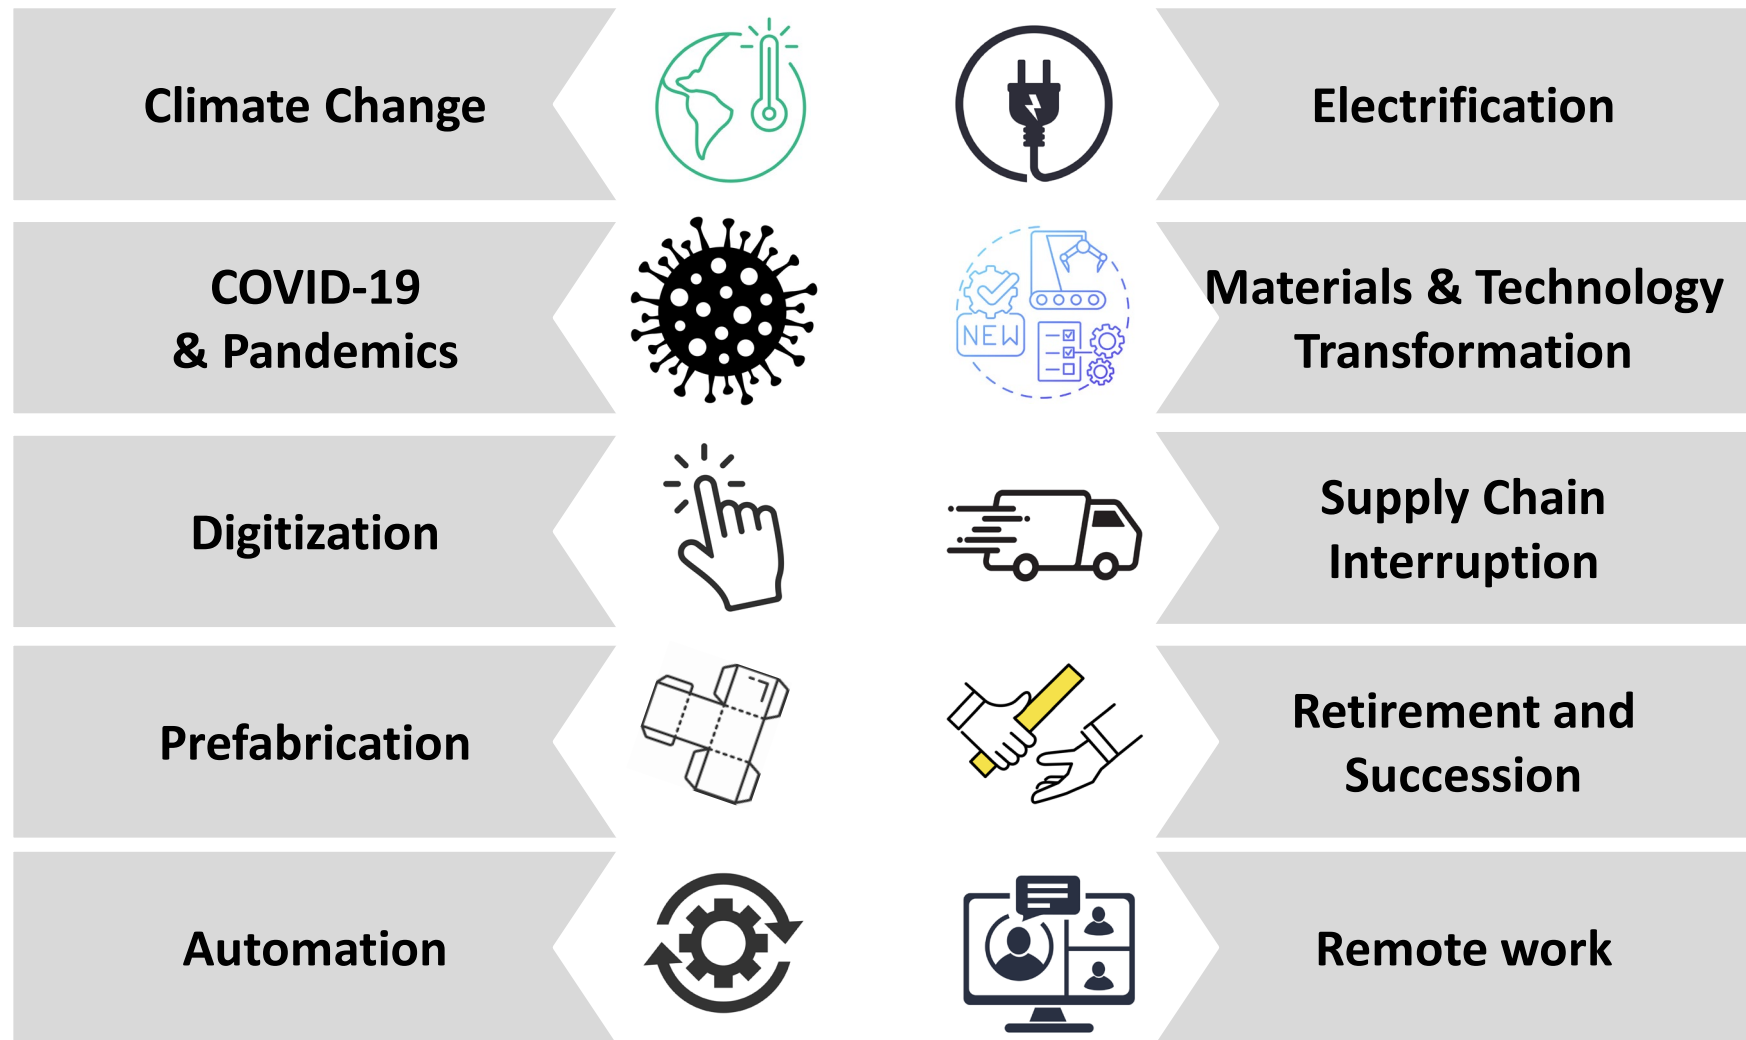 Climate Change
Electrification
COVID-19
& Pandemics
NEW
Materials & Technology
Transformation
Digitization
Supply Chain
Interruption
Prefabrication
Retirement and
Succession
Automation
Remote work